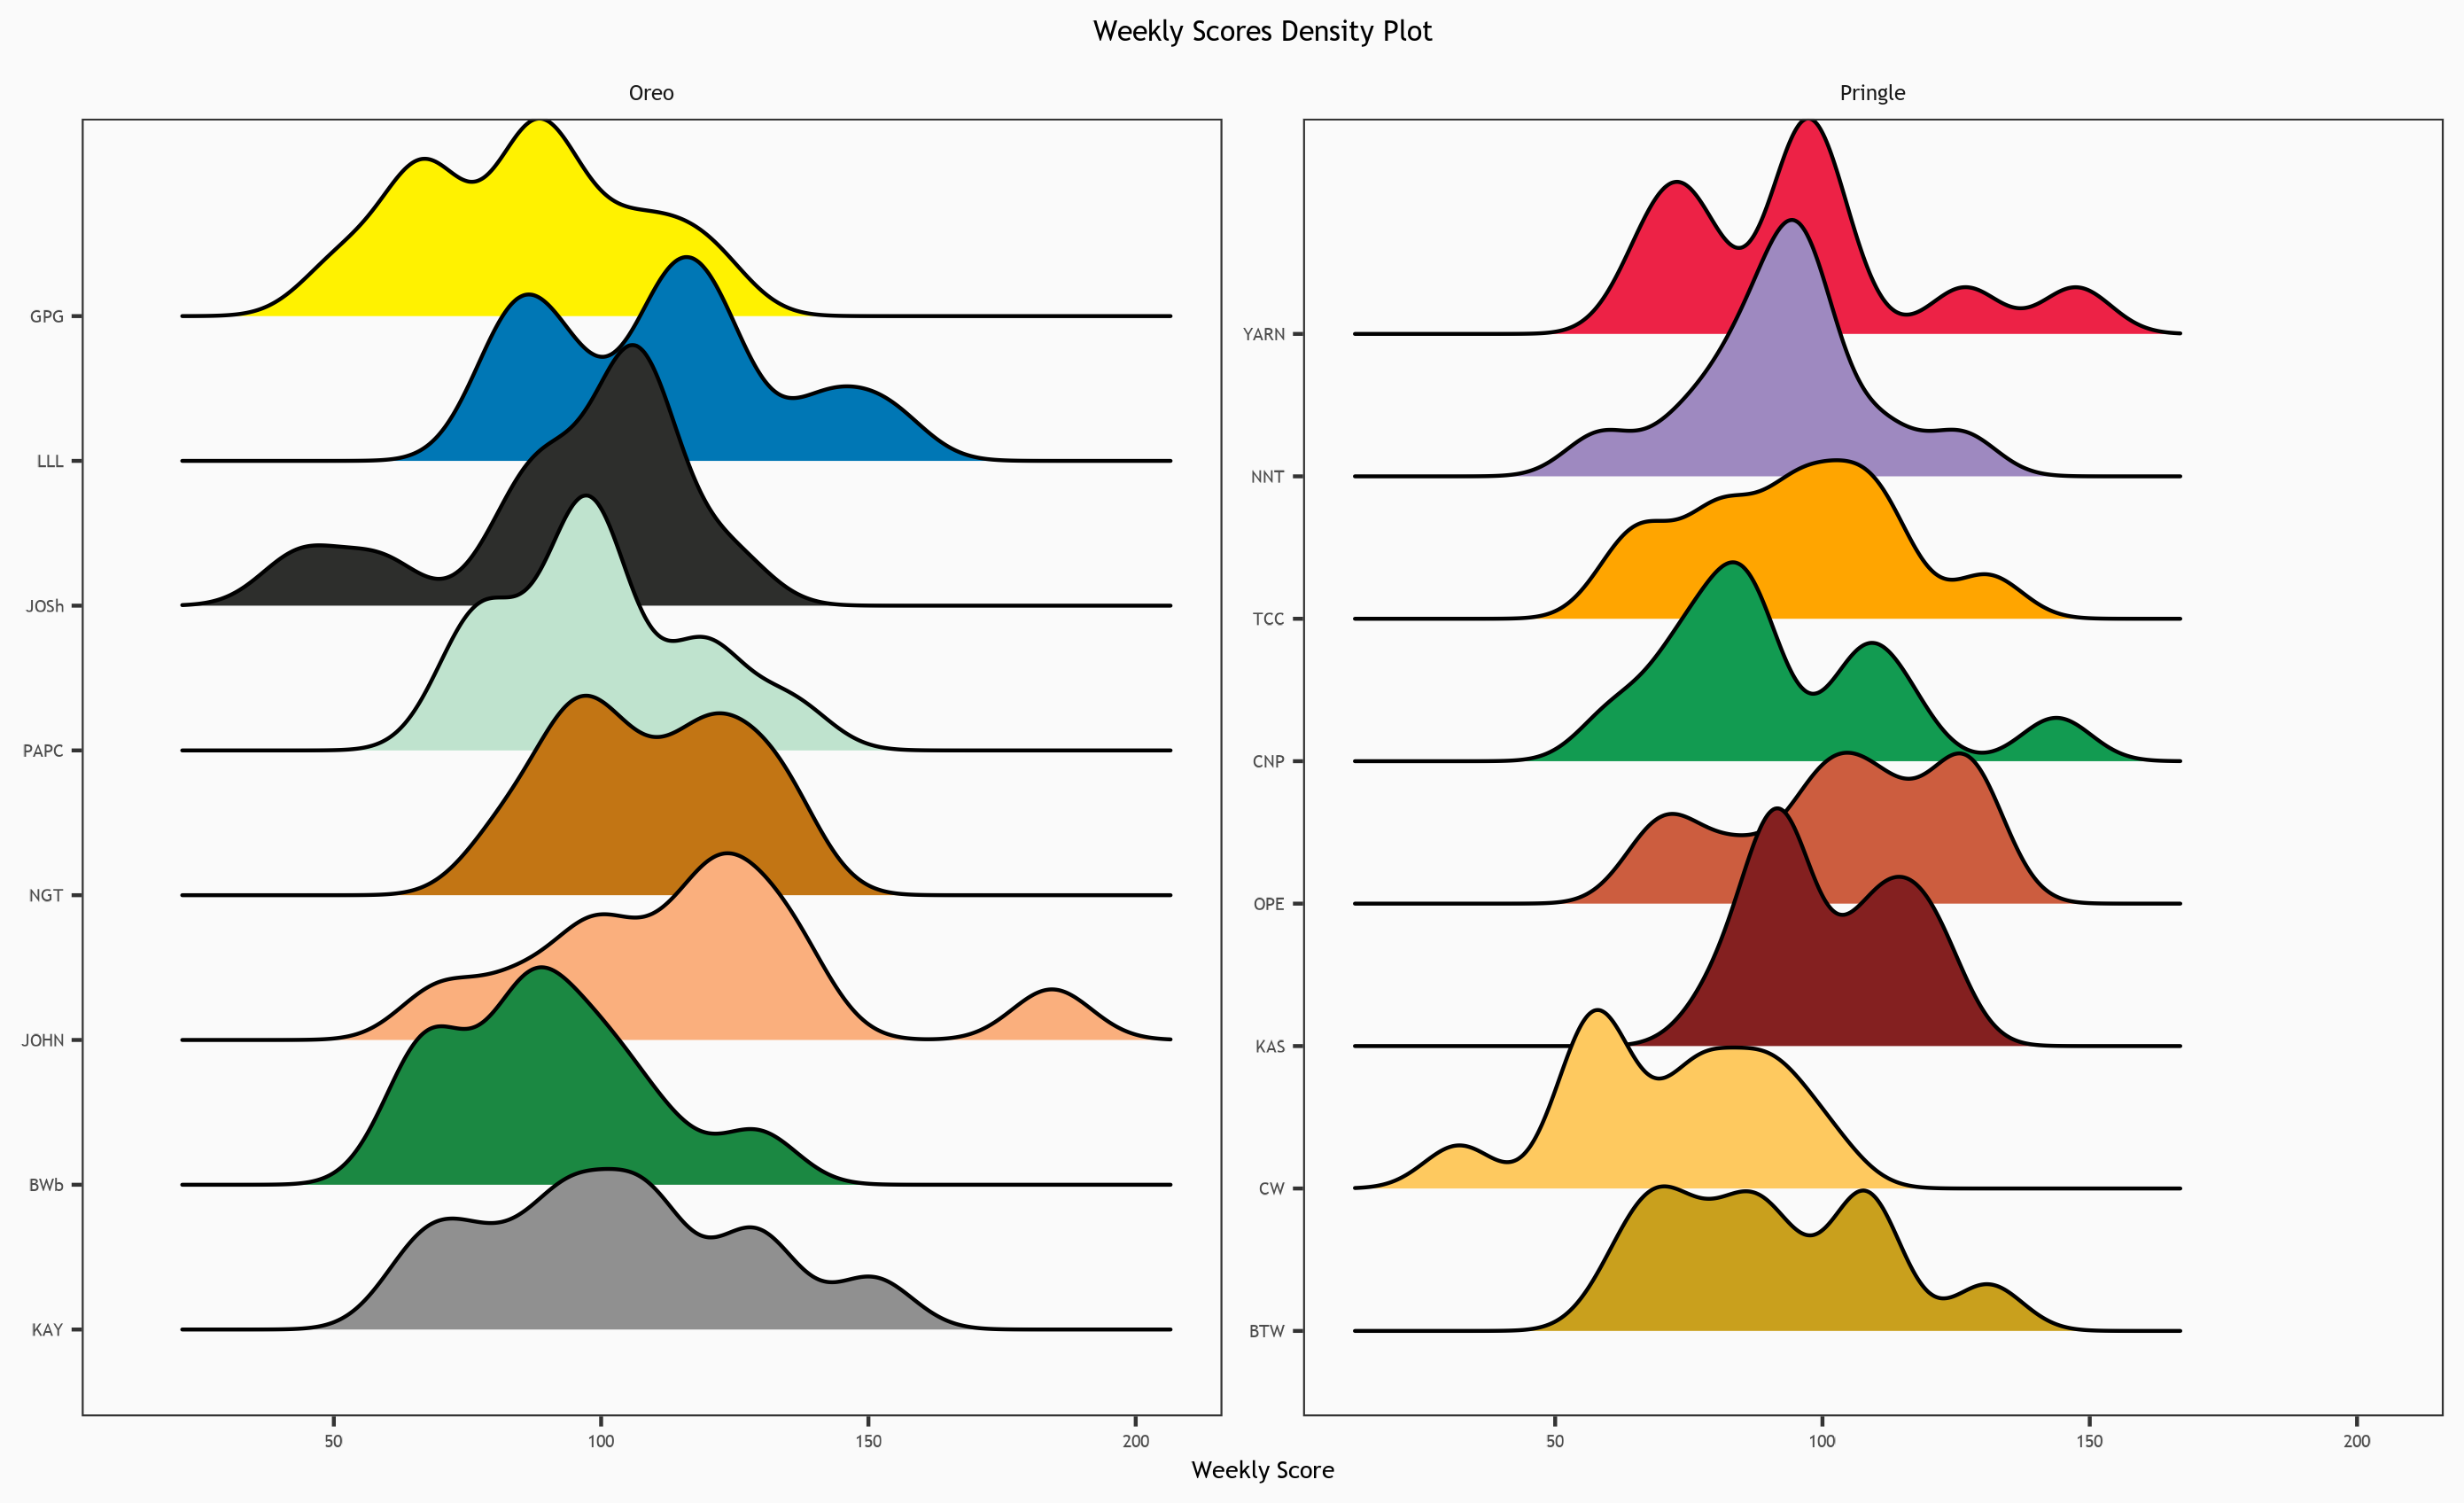 Weekly Scores Density Plot
Oreo
GPG
LLL
JOSh
PAPC
NGT
JOHN
BWb
KAY
50 100 150 200
Pringle
YARN
NNT
TCC
CNP
OPE
KAS
CW
BTW
50 100 150 200
Weekly Score